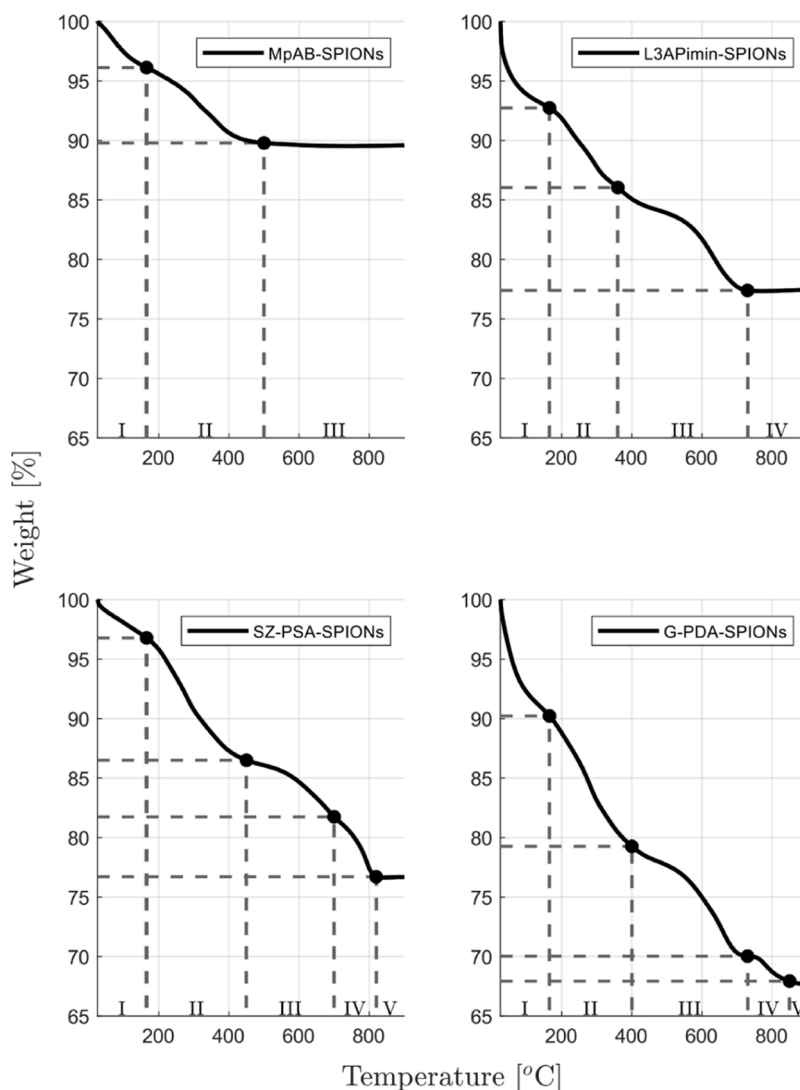 MpAB-SPIONs
100
95
90
85
80
75
70
65
I II III
200 400 600 800
L3APimin-SPIONs
100
95
90
85
80
75
70
65
I II III IV
200 400 600 800
Weight [%]
SZ-PSA-SPIONs
100
95
90
85
80
75
70
65
I II III IV V
200 400 600 800
G-PDA-SPIONs
100
95
90
85
80
75
70
65
I II III IV V
200 400 600 800
Temperature [°C]